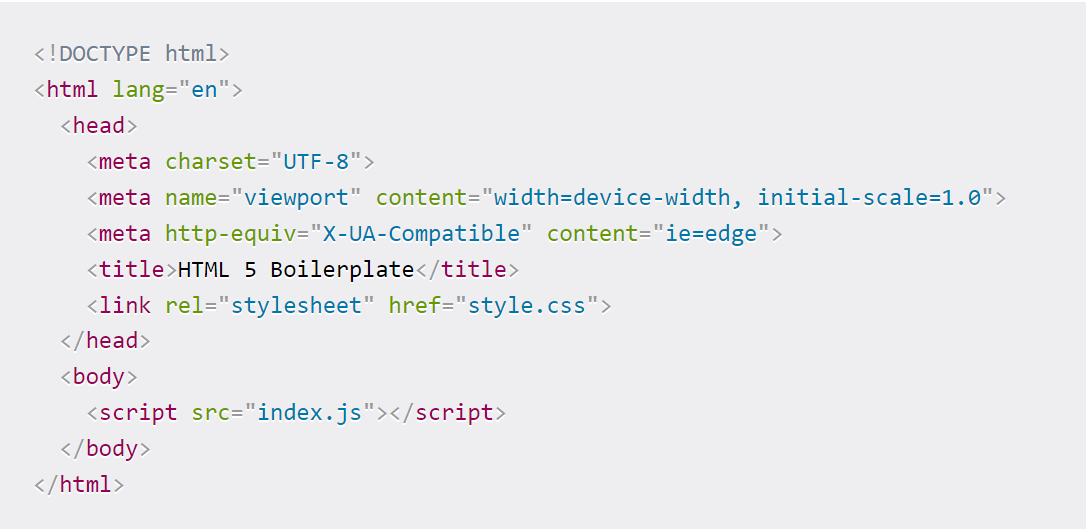 <!DOCTYPE html>
<html lang="en">
  <head>
    <meta charset="UTF-8">
    <meta name="viewport" content="width=device-width, initial-scale=1.0">
    <meta http-equiv="X-UA-Compatible" content="ie=edge">
    <title>HTML 5 Boilerplate</title>
    <link rel="stylesheet" href="style.css">
  </head>
  <body>
    <script src="index.js"></script>
  </body>
</html>